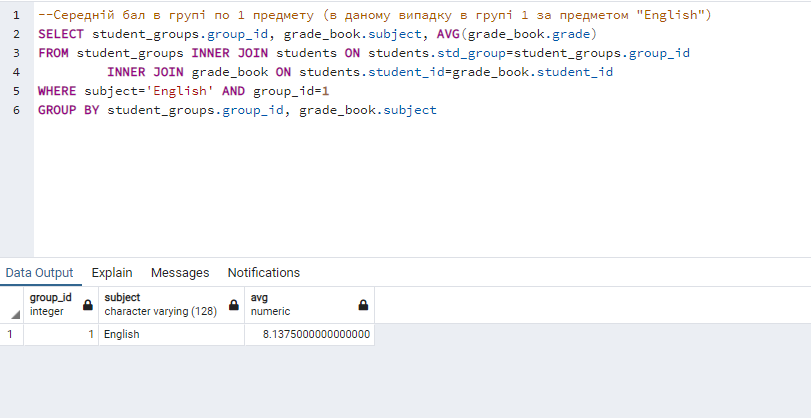 1 --Середній бал в групі по 1 предмету (в даному випадку в групі 1 за предметом "English")
2 SELECT student_groups.group_id, grade_book.subject, AVG(grade_book.grade)
3 FROM student_groups INNER JOIN students ON students.std_group=student_groups.group_id
4 INNER JOIN grade_book ON students.student_id=grade_book.student_id
5 WHERE subject='English' AND group_id=1
6 GROUP BY student_groups.group_id, grade_book.subject
Data Output Explain Messages Notifications
group_id subject avg
integer character varying (128) numeric
1 1 English 8.1375000000000000